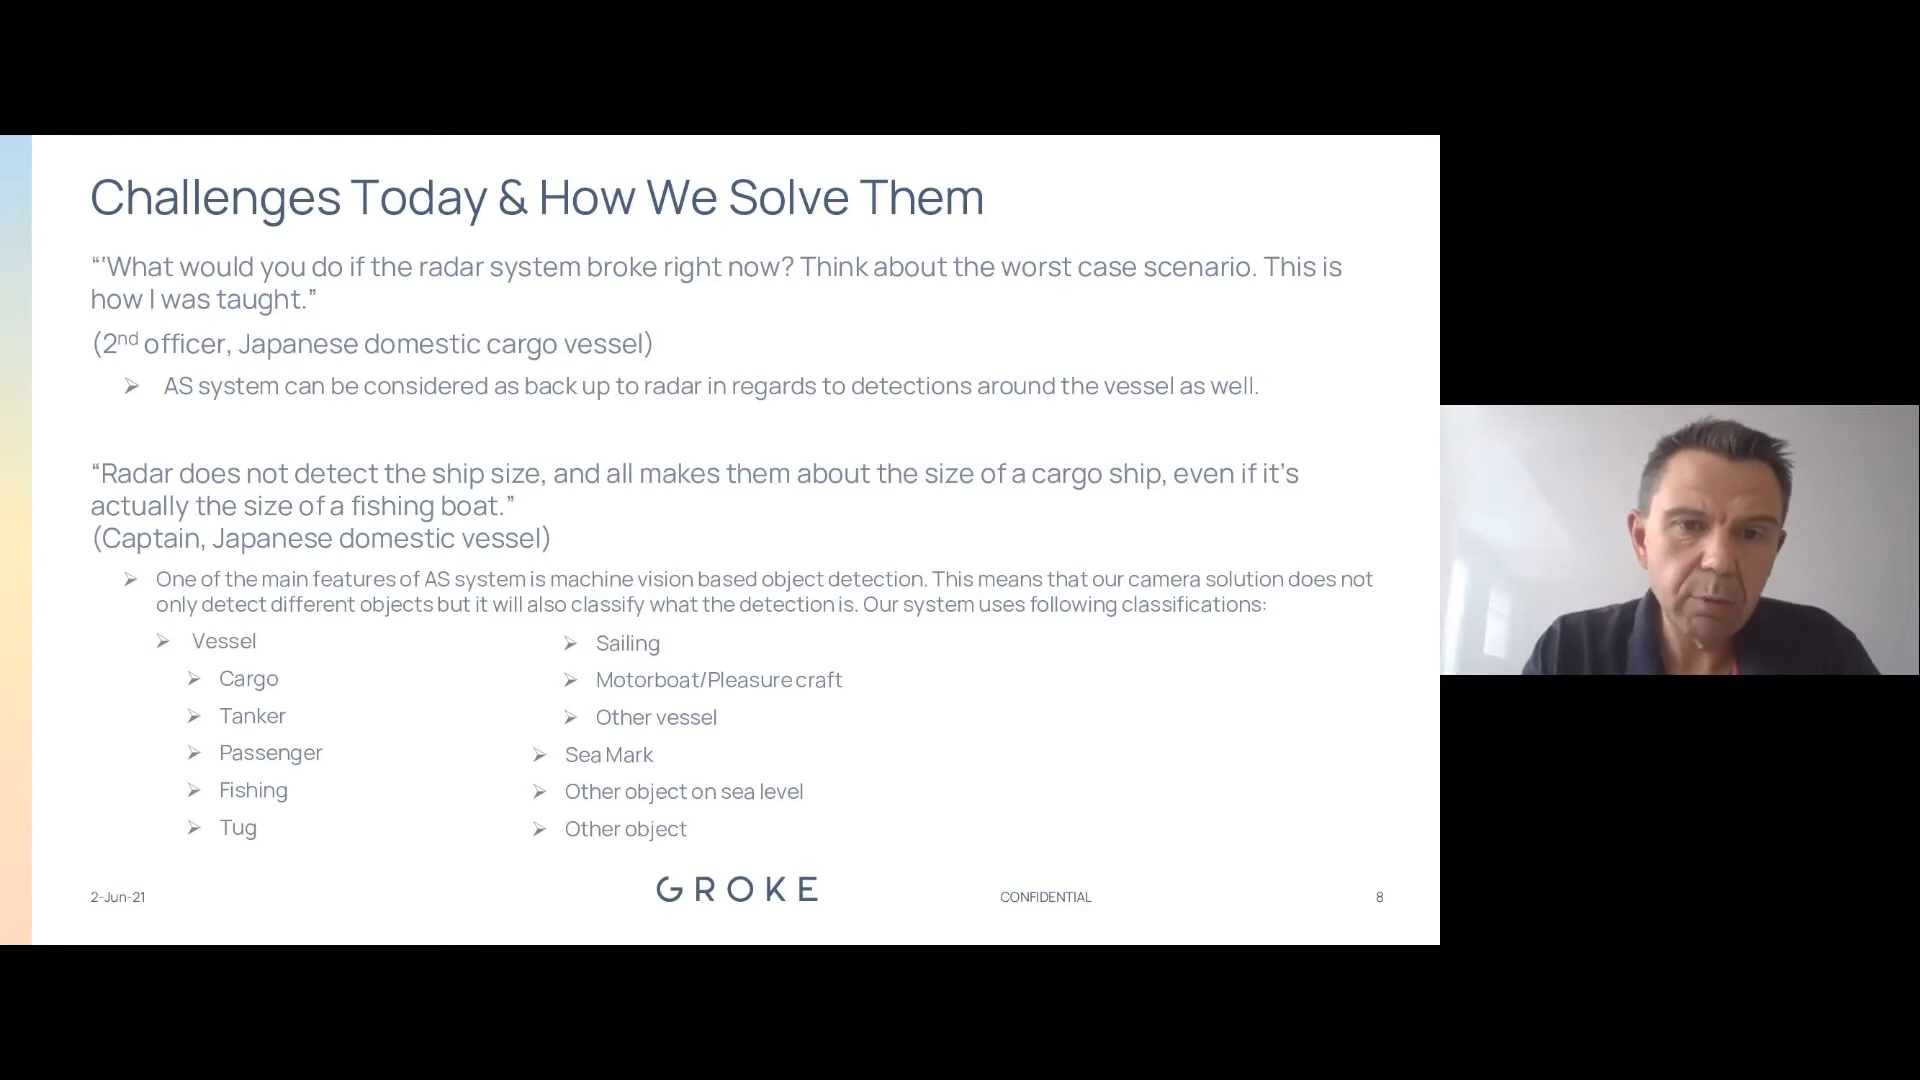 Challenges Today & How We Solve Them
“‘What would you do if the radar system broke right now? Think about the worst case scenario. This is
how I was taught.”
(2nd officer, Japanese domestic cargo vessel)
➢ AS system can be considered as back up to radar in regards to detections around the vessel as well.
“Radar does not detect the ship size, and all makes them about the size of a cargo ship, even if it’s
actually the size of a fishing boat.”
(Captain, Japanese domestic vessel)
➢ One of the main features of AS system is machine vision based object detection. This means that our camera solution does not
only detect different objects but it will also classify what the detection is. Our system uses following classifications:
➢ Vessel
➢ Cargo
➢ Tanker
➢ Passenger
➢ Fishing
➢ Tug
➢ Sailing
➢ Motorboat/Pleasure craft
➢ Other vessel
➢ Sea Mark
➢ Other object on sea level
➢ Other object
2-Jun-21
GROKE
CONFIDENTIAL
8